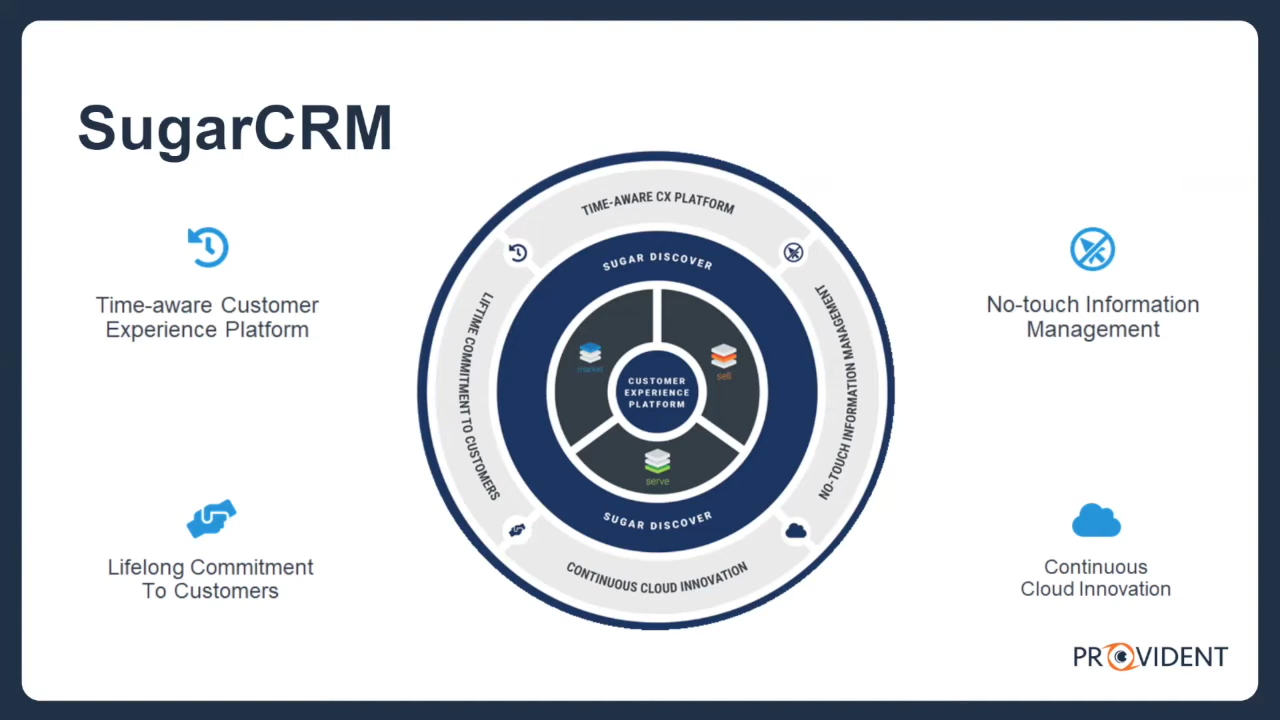 SugarCRM
Time-aware Customer
Experience Platform
Lifelong Commitment
To Customers
TIME-AWARE CX PLATFORM
LIFTIME COMMITMENT TO CUSTOMERS
NO-TOUCH INFORMATION MANAGEMENT
CONTINUOUS CLOUD INNOVATION
SUGAR DISCOVER
market
sell
CUSTOMER
EXPERIENCE
PLATFORM
serve
SUGAR DISCOVER
No-touch Information
Management
Continuous
Cloud Innovation
PROVIDENT